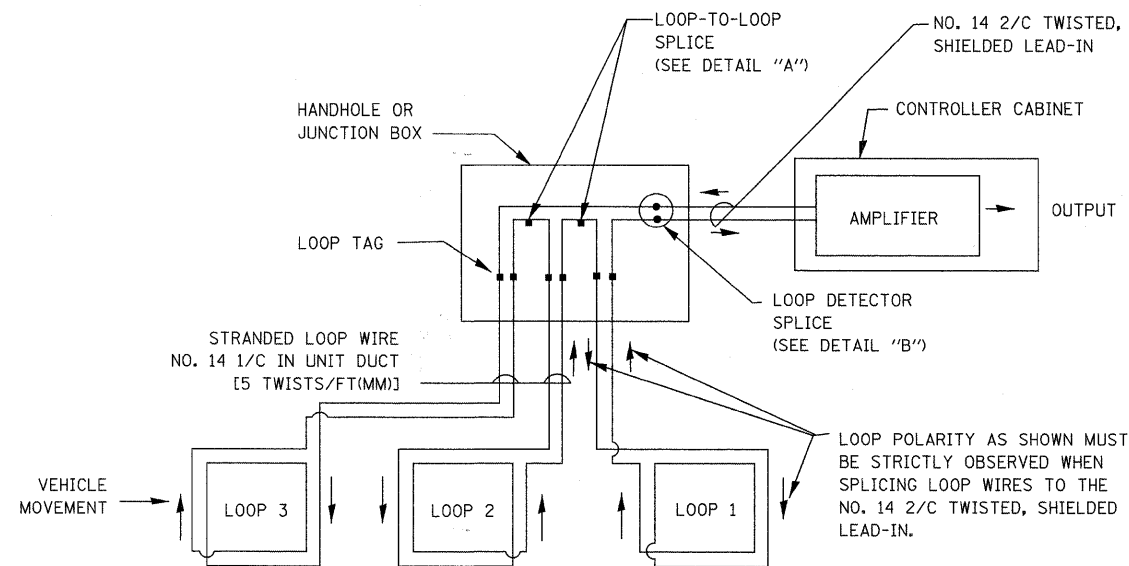 LOOP-TO-LOOP
SPLICE
(SEE DETAIL "A")
NO. 14 2/C TWISTED,
SHIELDED LEAD-IN
HANDHOLE OR
JUNCTION BOX
CONTROLLER CABINET
AMPLIFIER
OUTPUT
LOOP TAG
LOOP DETECTOR
SPLICE
(SEE DETAIL "B")
STRANDED LOOP WIRE
NO. 14 1/C IN UNIT DUCT
[5 TWISTS/FT(MM)]
LOOP POLARITY AS SHOWN MUST
BE STRICTLY OBSERVED WHEN
SPLICING LOOP WIRES TO THE
NO. 14 2/C TWISTED, SHIELDED
LEAD-IN.
VEHICLE
MOVEMENT
LOOP 3
LOOP 2
LOOP 1